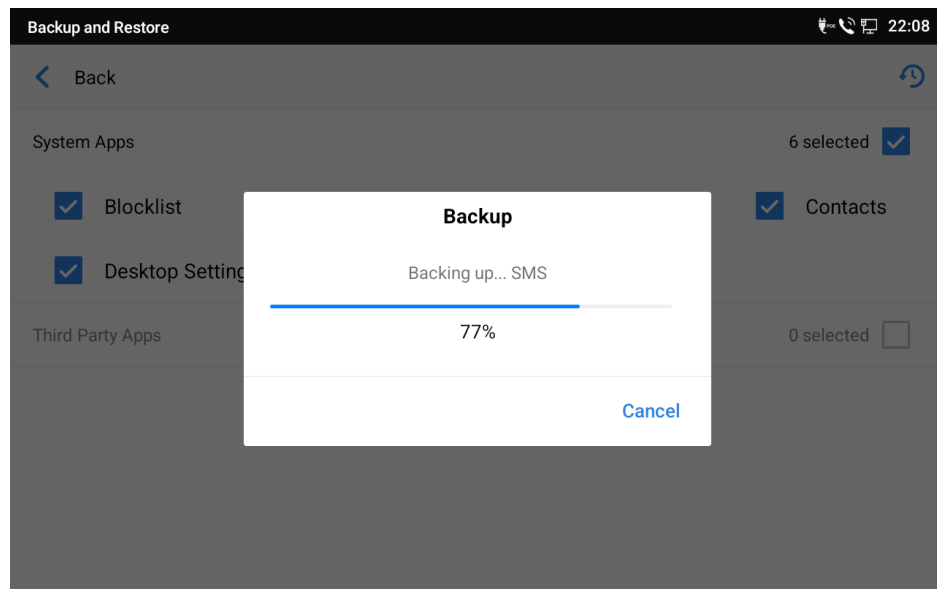 Backup and Restore 22:08
Back
System Apps 6 selected
Blocklist Contacts
Backup
Desktop Setting
Backing up... SMS
Third Party Apps 77% 0 selected
Cancel